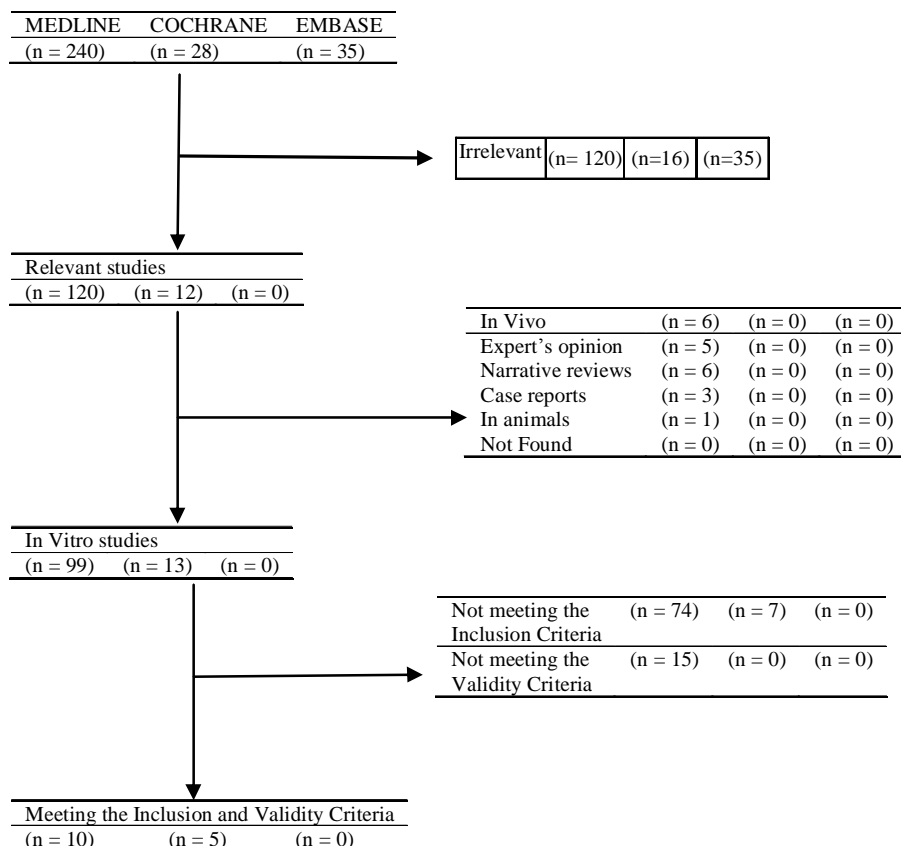 MEDLINE COCHRANE EMBASE
(n = 240) (n = 28) (n = 35)
Irrelevant (n= 120) (n=16) (n=35)
Relevant studies
(n = 120) (n = 12) (n = 0)
In Vivo (n = 6) (n = 0) (n = 0)
Expert's opinion (n = 5) (n = 0) (n = 0)
Narrative reviews (n = 6) (n = 0) (n = 0)
Case reports (n = 3) (n = 0) (n = 0)
In animals (n = 1) (n = 0) (n = 0)
Not Found (n = 0) (n = 0) (n = 0)
In Vitro studies
(n = 99) (n = 13) (n = 0)
Not meeting the (n = 74) (n = 7) (n = 0)
Inclusion Criteria
Not meeting the (n = 15) (n = 0) (n = 0)
Validity Criteria
Meeting the Inclusion and Validity Criteria
(n = 10) (n = 5) (n = 0)